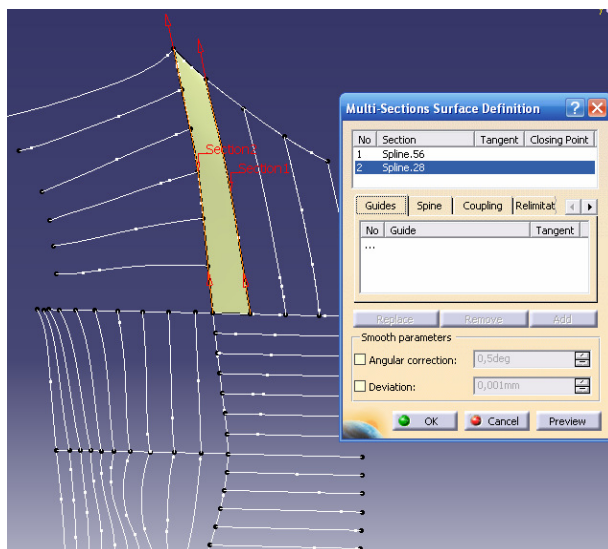 Section2
Section1
Multi-Sections Surface Definition
No Section Tangent Closing Point
1 Spline.56
2 Spline.28
Guides Spine Coupling Relimitat
No Guide Tangent
...
Replace Remove Add
Smooth parameters
Angular correction: 0,5deg
Deviation: 0,001mm
OK Cancel Preview